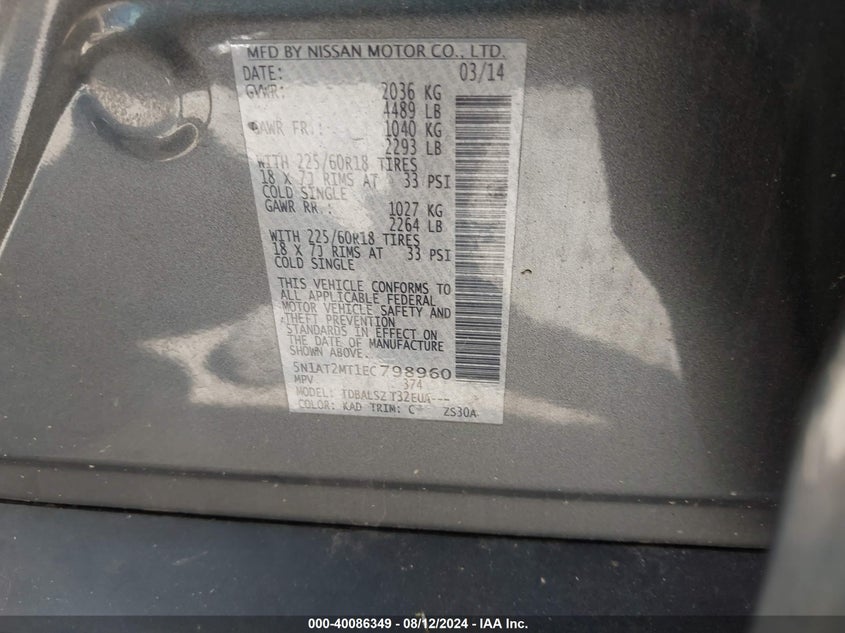 MFD BY NISSAN MOTOR CO., LTD.
DATE: 03/14
GVWR: 2036 KG
4489 LB
GAWR FR.: 1040 KG
2293 LB
WITH 225/60R18 TIRES
18 X 7J RIMS AT 33 PSI
COLD SINGLE
GAWR RR.: 1027 KG
2264 LB
WITH 225/60R18 TIRES
18 X 7J RIMS AT 33 PSI
COLD SINGLE
THIS VEHICLE CONFORMS TO
ALL APPLICABLE FEDERAL
MOTOR VEHICLE SAFETY AND
THEFT PREVENTION
STANDARDS IN EFFECT ON
THE DATE OF MANUFACTURE
SHOWN ABOVE.
5N1AT2MT1EC798960
MPV 374
MODEL:
COLOR: KAD TRIM: C ZS30A
000-40086349 - 08/12/2024 - IAA Inc.